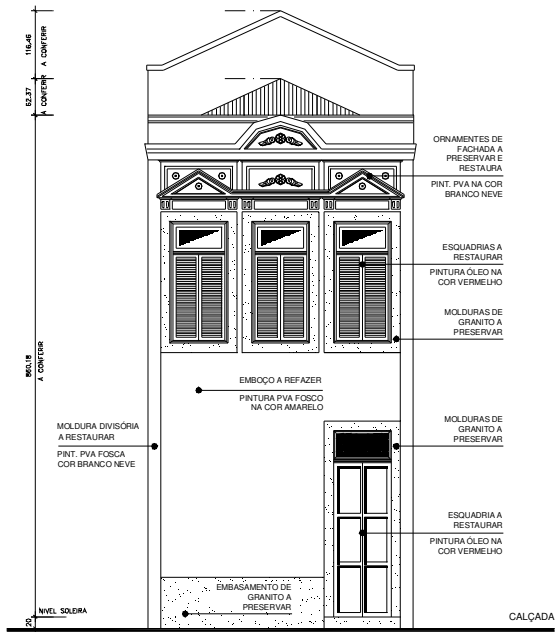 116.46
A CONFERIR
52.37
A CONFERIR
860.18
A CONFERIR
20
NIVEL SOLEIRA
ORNAMENTES DE
FACHADA A
PRESERVAR E
RESTAURA
PINT. PVA NA COR
BRANCO NEVE
ESQUADRIAS A
RESTAURAR
PINTURA ÓLEO NA
COR VERMELHO
MOLDURAS DE
GRANITO A
PRESERVAR
EMBOÇO A REFAZER
PINTURA PVA FOSCO
NA COR AMARELO
MOLDURA DIVISÓRIA
A RESTAURAR
PINT. PVA FOSCA
COR BRANCO NEVE
MOLDURAS DE
GRANITO A
PRESERVAR
ESQUADRIA A
RESTAURAR
PINTURA ÓLEO NA
COR VERMELHO
EMBASAMENTO DE
GRANITO A
PRESERVAR
CALÇADA